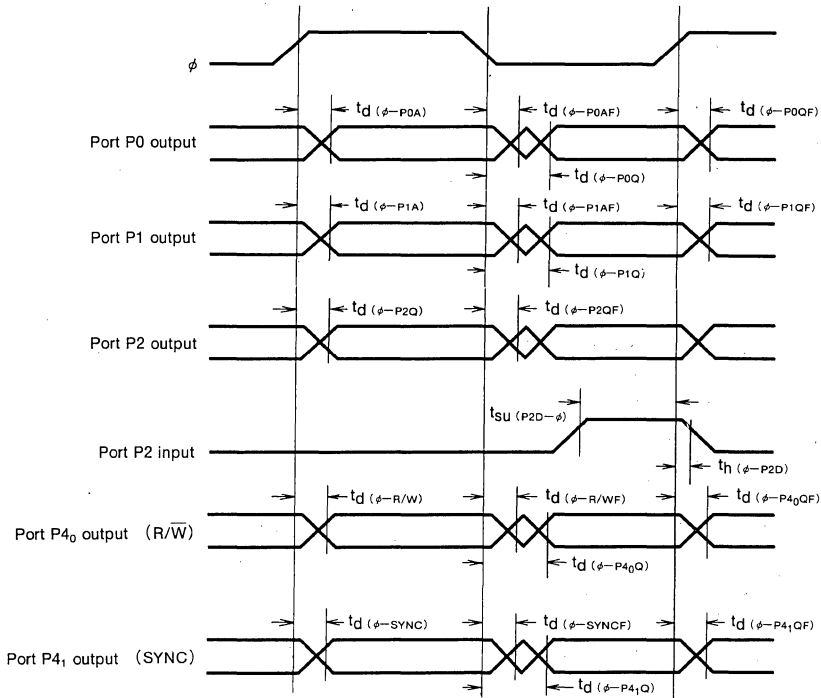 φ
td (φ–P0A) td (φ–P0AF) td (φ–P0QF)
Port P0 output
td (φ–P0Q)
td (φ–P1A) td (φ–P1AF) td (φ–P1QF)
Port P1 output
td (φ–P1Q)
td (φ–P2Q) td (φ–P2QF)
Port P2 output
tsu (P2D–φ)
Port P2 input
th (φ–P2D)
td (φ–R/W) td (φ–R/WF) td (φ–P4₀QF)
Port P4₀ output (R/W̅)
td (φ–P4₀Q)
td (φ–SYNC) td (φ–SYNCF) td (φ–P4₁QF)
Port P4₁ output (SYNC)
td (φ–P4₁Q)